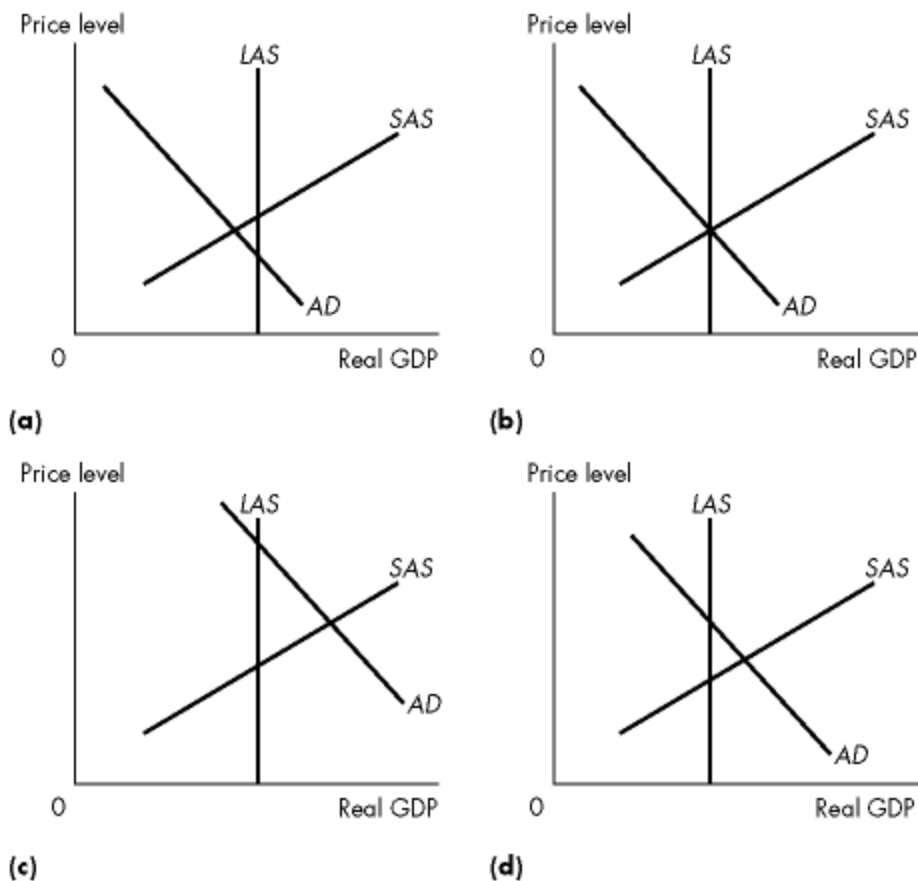 Price level
LAS
SAS
AD
0
Real GDP
(a)
Price level
LAS
SAS
AD
0
Real GDP
(b)
Price level
LAS
SAS
AD
0
Real GDP
(c)
Price level
LAS
SAS
AD
0
Real GDP
(d)